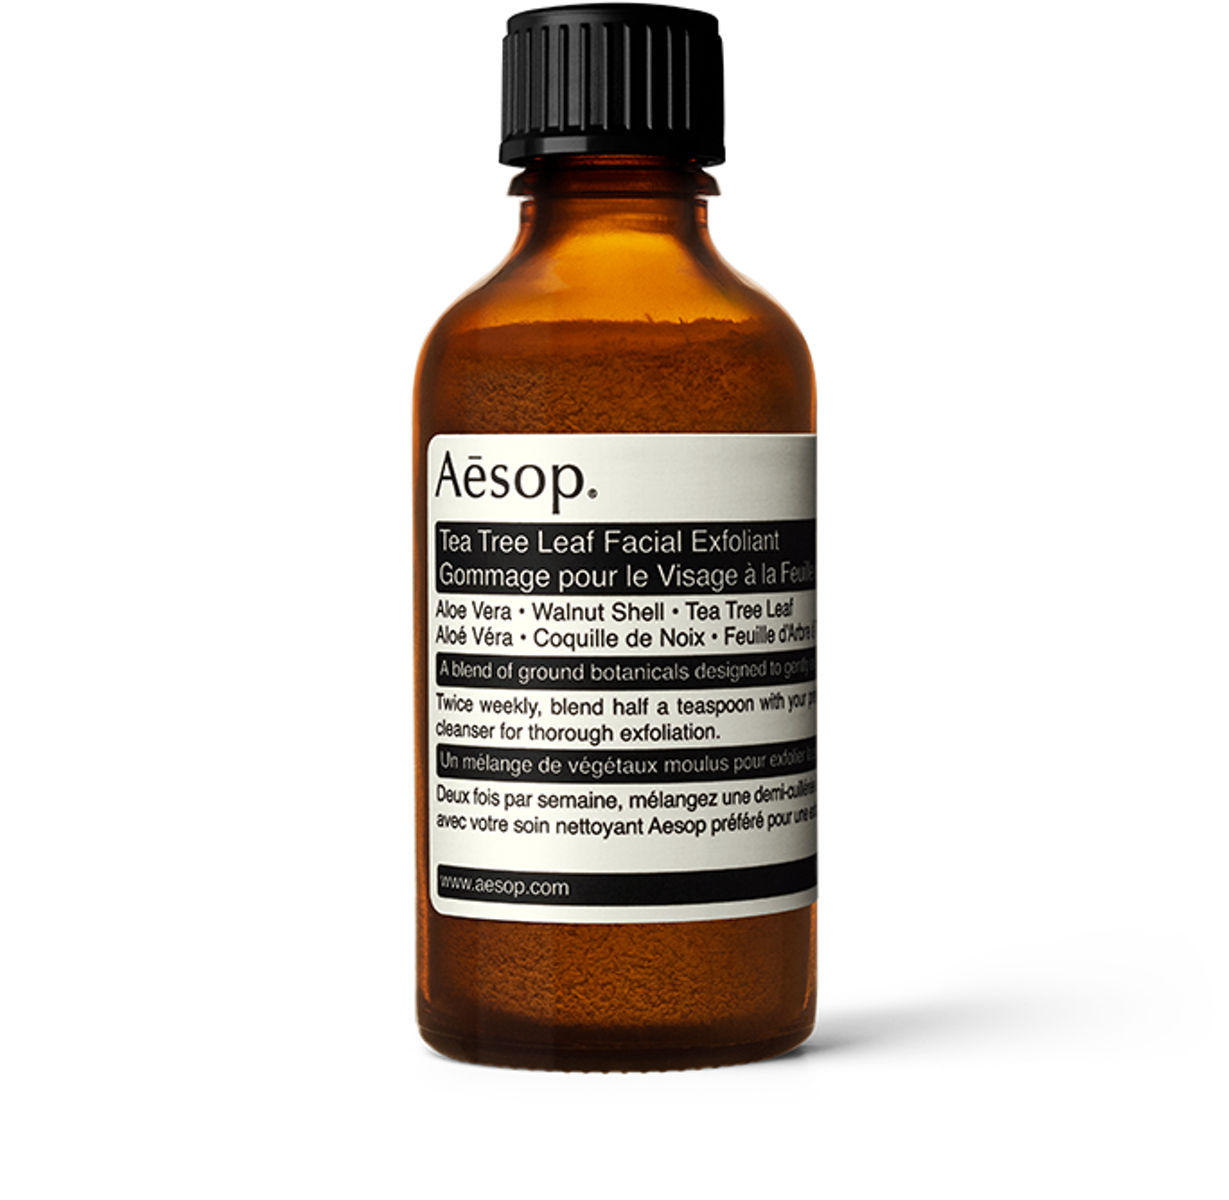 Aēsop.®
Tea Tree Leaf Facial Exfoliant
Gommage pour le Visage à la Feuille
Aloe Vera • Walnut Shell • Tea Tree Leaf
Aloé Véra • Coquille de Noix • Feuille d'Arbre
A blend of ground botanicals designed to gently
Twice weekly, blend half a teaspoon with your
cleanser for thorough exfoliation.
Un mélange de végétaux moulus pour exfolier
Deux fois par semaine, mélangez une
avec votre soin nettoyant Aesop préféré pour une
www.aesop.com